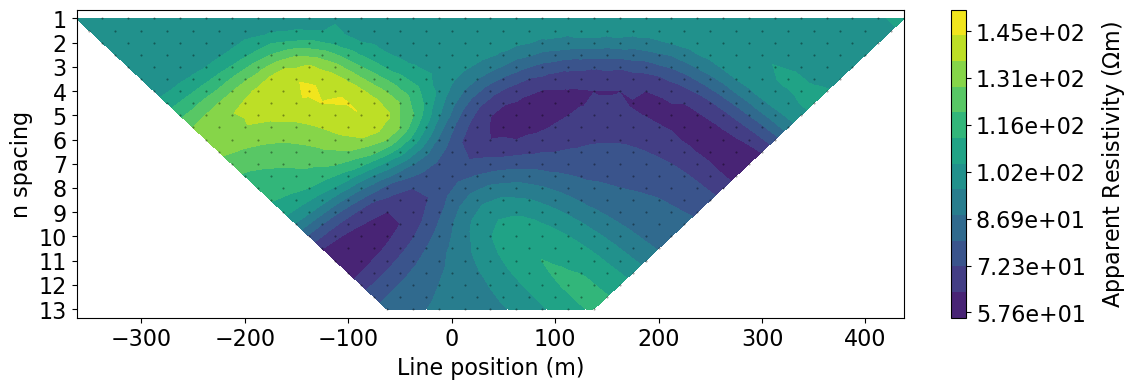 1
2
3
4
5
6
7
8
9
10
11
12
13
n spacing
−300 −200 −100 0 100 200 300 400
Line position (m)
1.45e+02
1.31e+02
1.16e+02
1.02e+02
8.69e+01
7.23e+01
5.76e+01
Apparent Resistivity (Ωm)